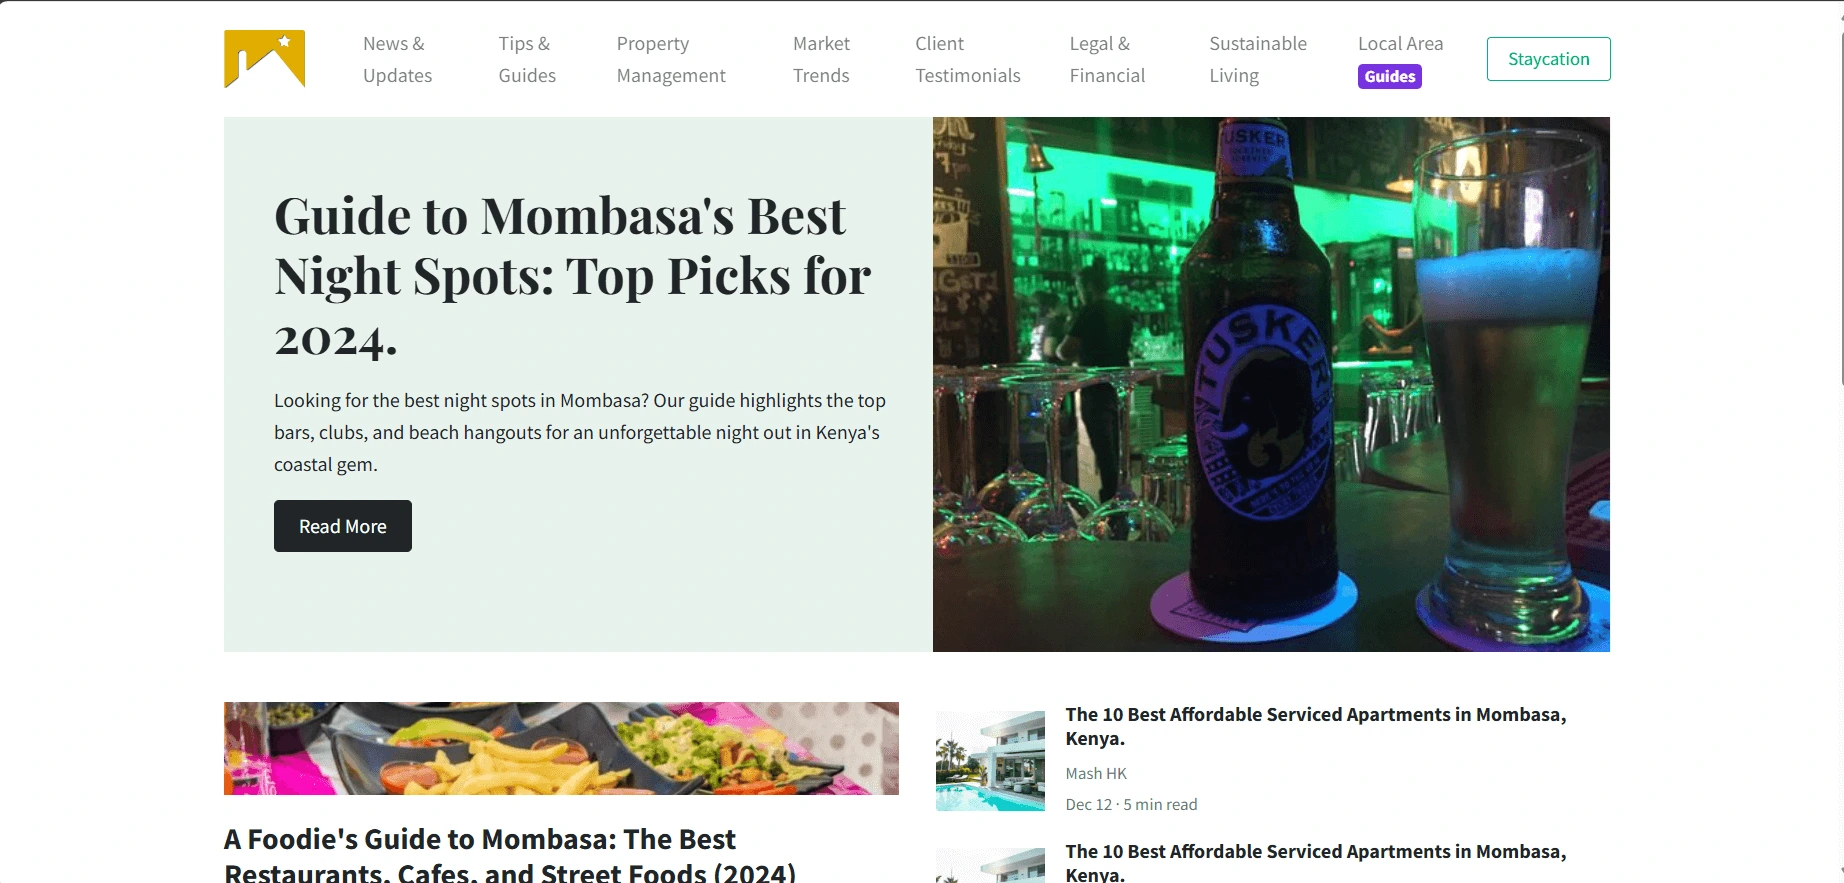 News &
Updates
Tips &
Guides
Property
Management
Market
Trends
Client
Testimonials
Legal &
Financial
Sustainable
Living
Local Area
Guides
Staycation
Guide to Mombasa's Best
Night Spots: Top Picks for
2024.
Looking for the best night spots in Mombasa? Our guide highlights the top
bars, clubs, and beach hangouts for an unforgettable night out in Kenya's
coastal gem.
Read More
TUSKER
TUSKER
The 10 Best Affordable Serviced Apartments in Mombasa,
Kenya.
Mash HK
Dec 12 · 5 min read
A Foodie's Guide to Mombasa: The Best
Restaurants, Cafes, and Street Foods (2024)
The 10 Best Affordable Serviced Apartments in Mombasa,
Kenya.